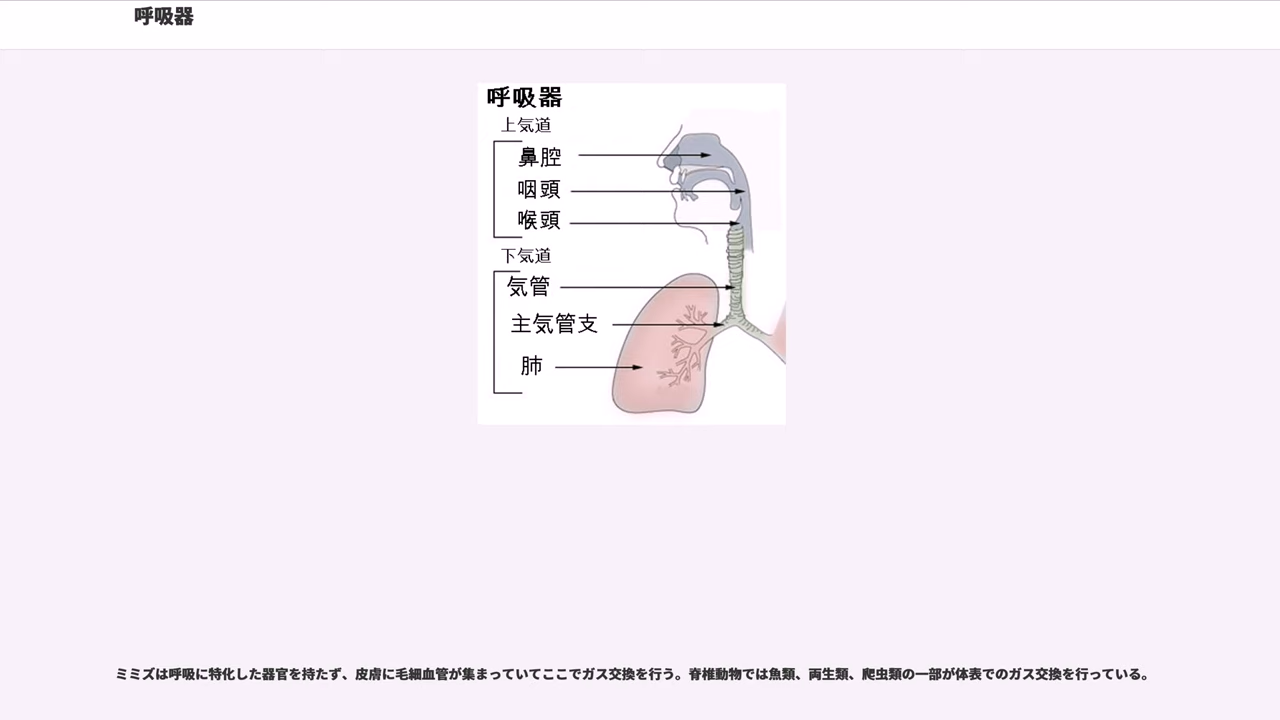 呼吸器
呼吸器
上気道
鼻腔
咽頭
喉頭
下気道
気管
主気管支
肺
ミミズは呼吸に特化した器官を持たず、皮膚に毛細血管が集まっていてここでガス交換を行う。脊椎動物では魚類、両生類、爬虫類の一部が体表でのガス交換を行っている。